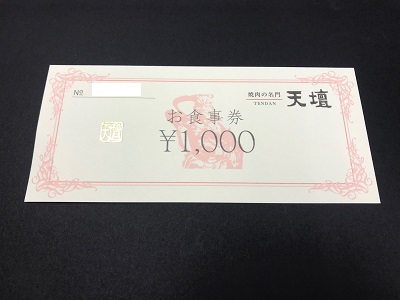 №
焼肉の名門
TENDAN
天壇
お食事券
¥1,000